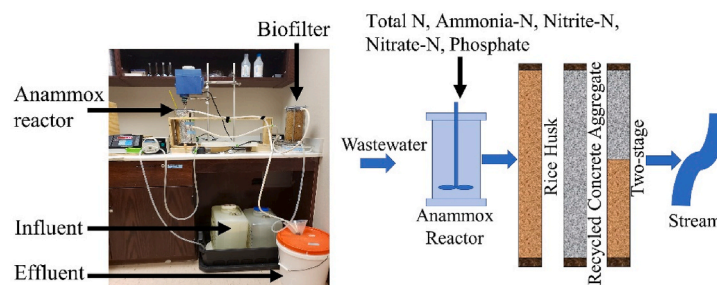 Biofilter
Anammox
reactor
Influent
Effluent
Total N, Ammonia-N, Nitrite-N,
Nitrate-N, Phosphate
Wastewater
Anammox
Reactor
Rice Husk
Recycled Concrete Aggregate
Two-stage
Stream